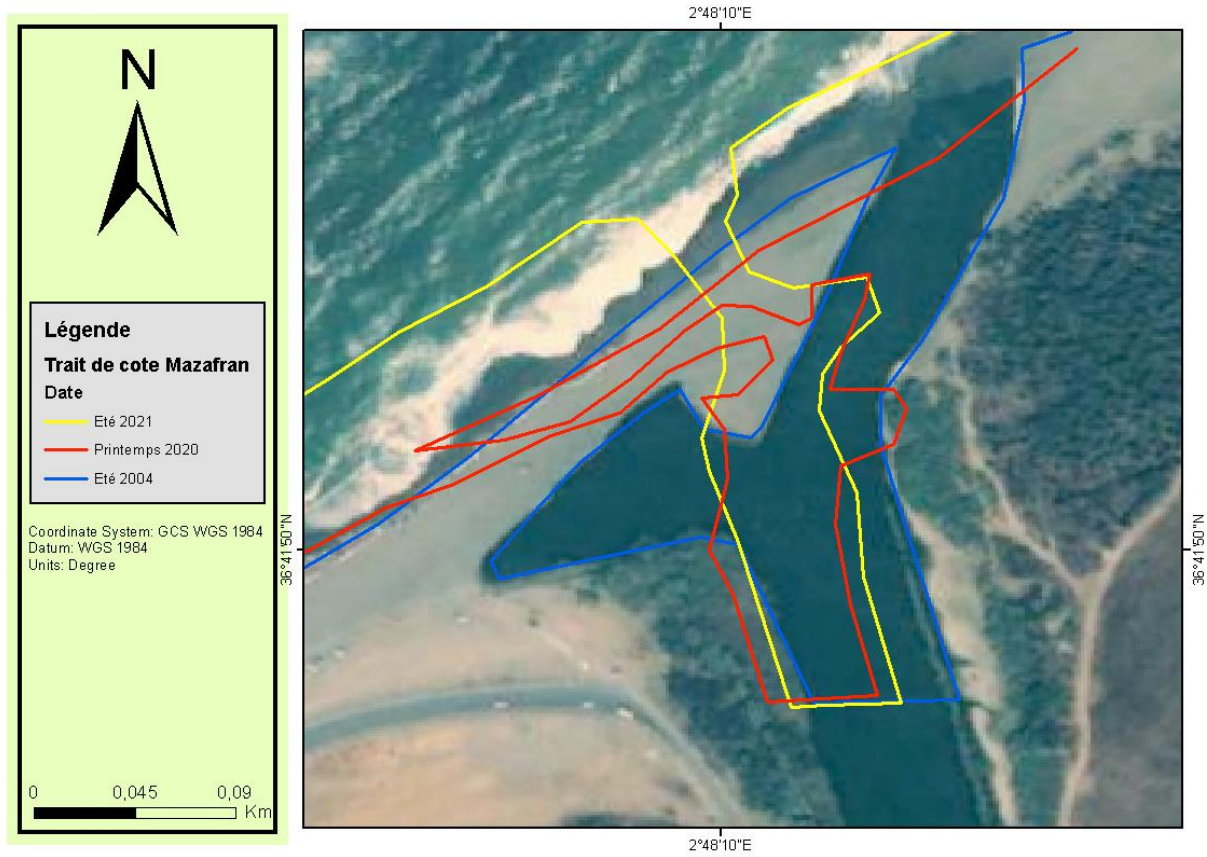 N
Légende
Trait de cote Mazafran
Date
Eté 2021
Printemps 2020
Eté 2004
Coordinate System: GCS WGS 1984
Datum: WGS 1984
Units: Degree
0 0,045 0,09
Km
2°48'10"E
36°41'50"N
36°41'50"N
2°48'10"E